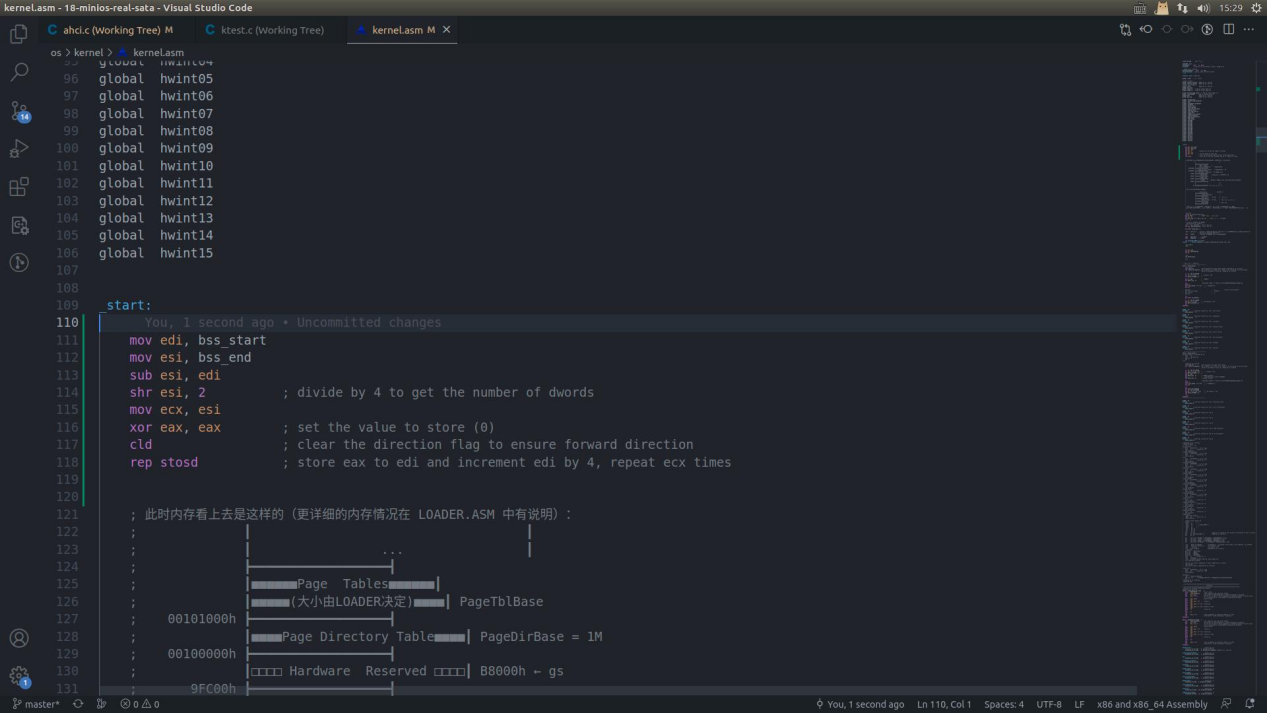 kernel.asm - 18-minios-real-sata - Visual Studio Code
15:29
ahci.c (Working Tree) M
ktest.c (Working Tree)
kernel.asm M
os > kernel > kernel.asm
95 global hwint04
96 global hwint05
97 global hwint06
98 global hwint07
99 global hwint08
100 global hwint09
101 global hwint10
102 global hwint11
103 global hwint12
104 global hwint13
105 global hwint14
106 global hwint15
107
108
109 _start:
110 You, 1 second ago • Uncommitted changes
111 mov edi, bss_start
112 mov esi, bss_end
113 sub esi, edi
114 shr esi, 2 ; divide by 4 to get the number of dwords
115 mov ecx, esi
116 xor eax, eax ; set the value to store (0)
117 cld ; clear the direction flag to ensure forward direction
118 rep stosd ; store eax to edi and increment edi by 4, repeat ecx times
119
120
121 ; 此时内存看上去是这样的（更详细的内存情况在 LOADER.ASM 中有说明）：
122 ; ┃ ┃
123 ; ┃ ... ┃
124 ; ┣━━━━━━━━━━━━━━━━━━┫
125 ; ┃■■■■■■Page Tables■■■■■■┃
126 ; ┃■■■■■(大小由LOADER决定)■■■■┃ PageTblBase
127 ; 00101000h ┣━━━━━━━━━━━━━━━━━━┫
128 ; ┃■■■■Page Directory Table■■■■┃ PageDirBase = 1M
129 ; 00100000h ┣━━━━━━━━━━━━━━━━━━┫
130 ; ┃□□□□ Hardware Reserved □□□□┃ B8000h ← gs
131 ; 9FC00h ┣━━━━━━━━━━━━━━━━━━┫
14
1
master*
0 0
You, 1 second ago
Ln 110, Col 1
Spaces: 4
UTF-8
LF
x86 and x86_64 Assembly